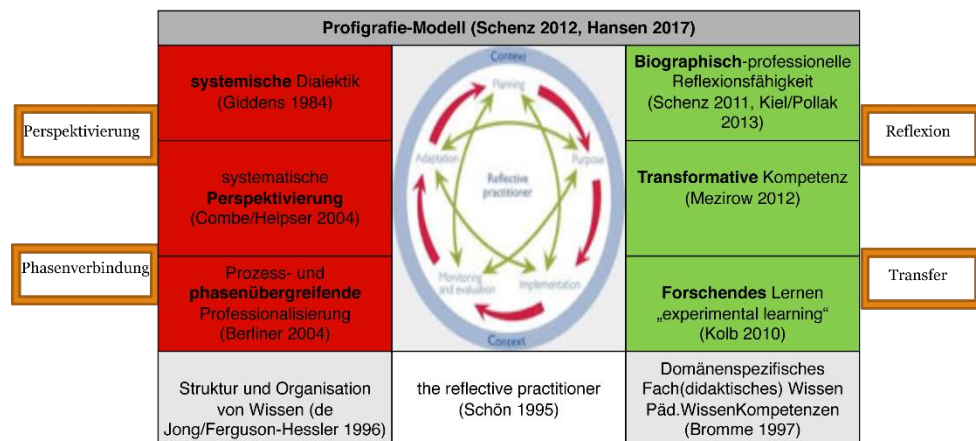 Profigrafie-Modell (Schenz 2012, Hansen 2017)
Perspektivierung
Phasenverbindung
systemische Dialektik
(Giddens 1984)
systematische
Perspektivierung
(Combe/Helpser 2004)
Prozess- und
phasenübergreifende
Professionalisierung
(Berliner 2004)
Struktur und Organisation
von Wissen (de
Jong/Ferguson-Hessler 1996)
Context
Planning
Adaptation
Purpose
Reflective
practitioner
Monitoring
and evaluation
Implementation
Context
the reflective practitioner
(Schön 1995)
Biographisch-professionelle
Reflexionsfähigkeit
(Schenz 2011, Kiel/Pollak
2013)
Transformative Kompetenz
(Mezirow 2012)
Forschendes Lernen
„experimental learning“
(Kolb 2010)
Domänenspezifisches
Fach(didaktisches) Wissen
Päd.WissenKompetenzen
(Bromme 1997)
Reflexion
Transfer